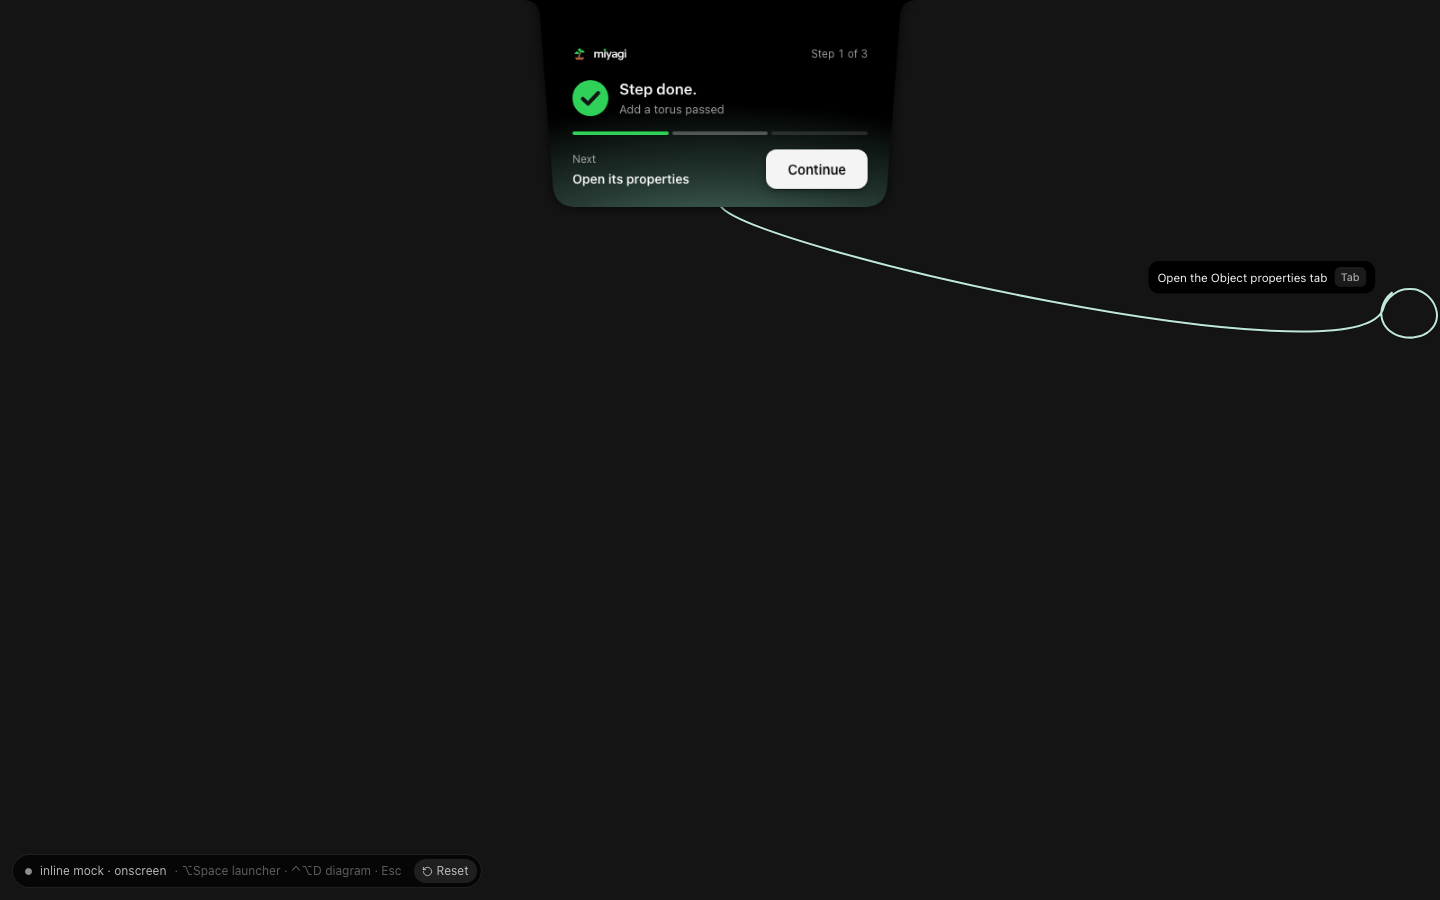 miyagi
Step 1 of 3
Step done.
Add a torus passed
Next
Open its properties
Continue
Open the Object properties tab Tab
inline mock · onscreen · ⌥Space launcher · ^⌥D diagram · Esc Reset